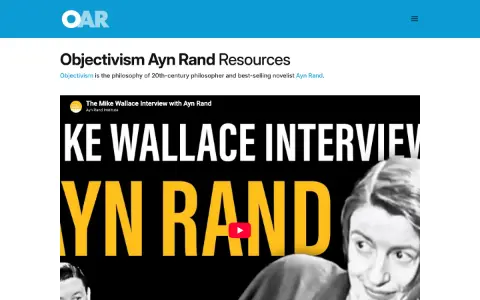 OAR
Objectivism Ayn Rand Resources
Objectivism is the philosophy of 20th-century philosopher and best-selling novelist Ayn Rand.
The Mike Wallace Interview with Ayn Rand
Ayn Rand Institute
KE WALLACE INTERVIEW
AYN RAND